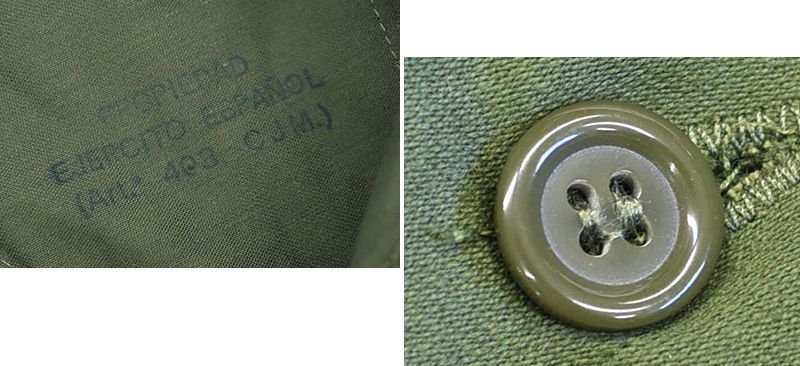 PROPIEDAD
EJERCITO ESPAÑOL
(Art.º 403 C J M.)